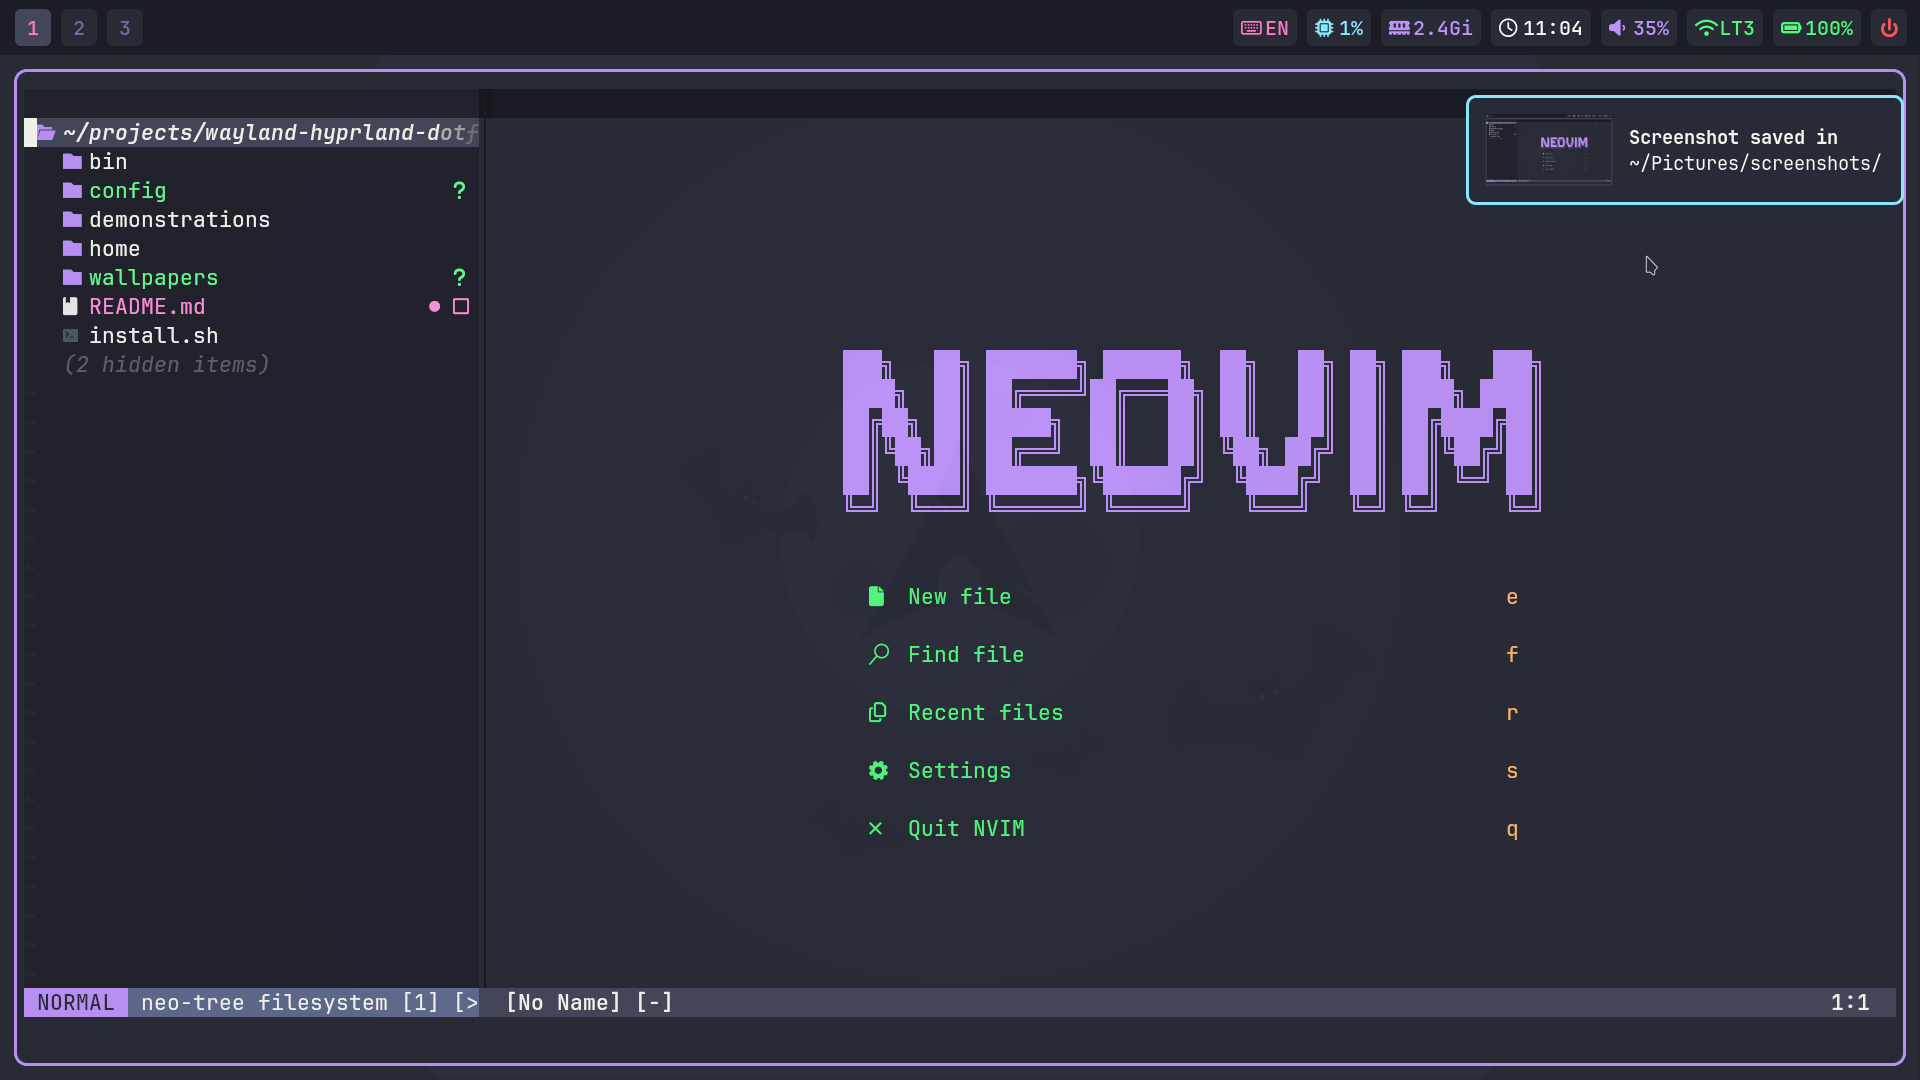 1 2 3 EN 1% 2.4Gi 11:04 35% LT3 100%
~/projects/wayland-hyprland-dotf
bin
config ?
demonstrations
home
wallpapers ?
README.md
install.sh
(2 hidden items)
Screenshot saved in
~/Pictures/screenshots/
NEOVIM
New file e
Find file f
Recent files r
Settings s
Quit NVIM q
NORMAL neo-tree filesystem [1] [> [No Name] [-] 1:1